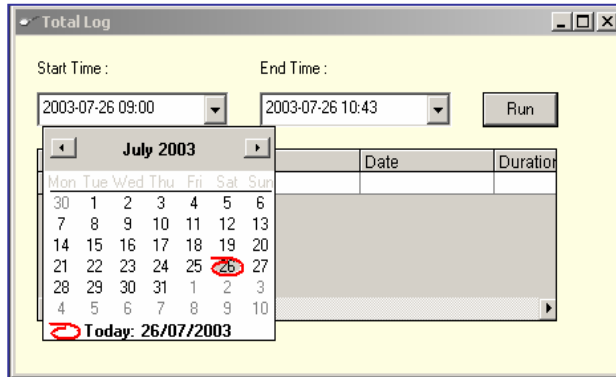 Total Log
Start Time : End Time :
2003-07-26 09:00 2003-07-26 10:43 Run
July 2003
Date Duration
Mon Tue Wed Thu Fri Sat Sun
30 1 2 3 4 5 6
7 8 9 10 11 12 13
14 15 16 17 18 19 20
21 22 23 24 25 26 27
28 29 30 31 1 2 3
4 5 6 7 8 9 10
Today: 26/07/2003